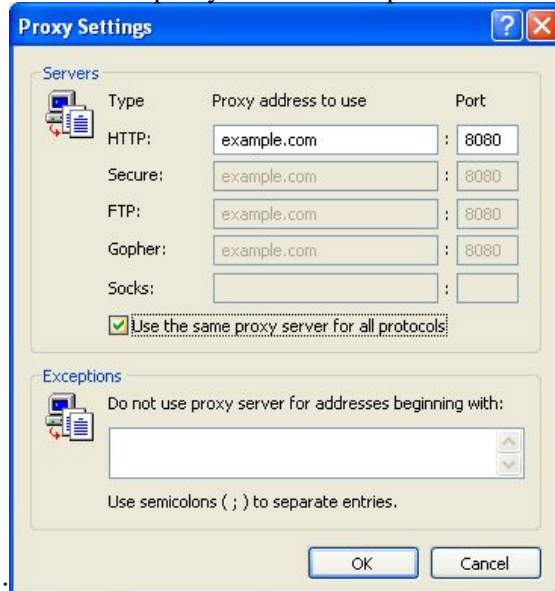 Proxy Settings
Servers
Type Proxy address to use Port
HTTP: example.com : 8080
Secure: example.com : 8080
FTP: example.com : 8080
Gopher: example.com : 8080
Socks: :
Use the same proxy server for all protocols
Exceptions
Do not use proxy server for addresses beginning with:
Use semicolons ( ; ) to separate entries.
OK Cancel
.